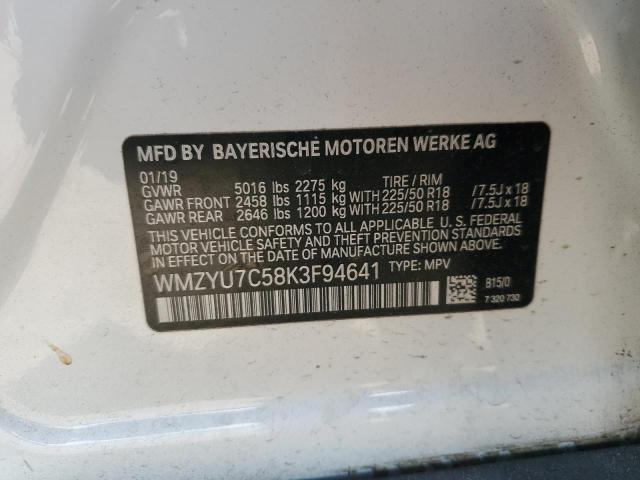 MFD BY BAYERISCHE MOTOREN WERKE AG
01/19 TIRE / RIM
GVWR 5016 lbs 2275 kg
GAWR FRONT 2458 lbs 1115 kg WITH 225/50 R18 /7.5J x 18
GAWR REAR 2646 lbs 1200 kg WITH 225/50 R18 /7.5J x 18
THIS VEHICLE CONFORMS TO ALL APPLICABLE U.S. FEDERAL
MOTOR VEHICLE SAFETY AND THEFT PREVENTION STANDARDS
IN EFFECT ON THE DATE OF MANUFACTURE SHOWN ABOVE.
WMZYU7C58K3F94641 TYPE: MPV
B15/0
7 320 730